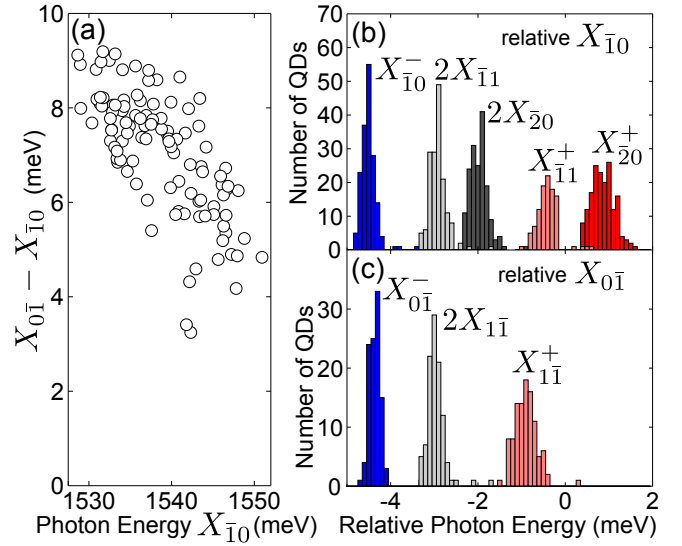 (a)
10
8
6
4
2
0
X_{0\bar{1}} − X_{\bar{1}0} (meV)
1530 1540 1550
Photon Energy X_{\bar{1}0} (meV)
(b)
relative X_{\bar{1}0}
70
60
50
40
30
20
10
0
Number of QDs
X^-_{\bar{1}0}
2X_{\bar{1}1}
2X_{\bar{2}0}
X^+_{\bar{1}1}
X^+_{\bar{2}0}
(c)
relative X_{0\bar{1}}
30
20
10
0
Number of QDs
X^-_{0\bar{1}}
2X_{1\bar{1}}
X^+_{1\bar{1}}
-4 -2 0 2
Relative Photon Energy (meV)